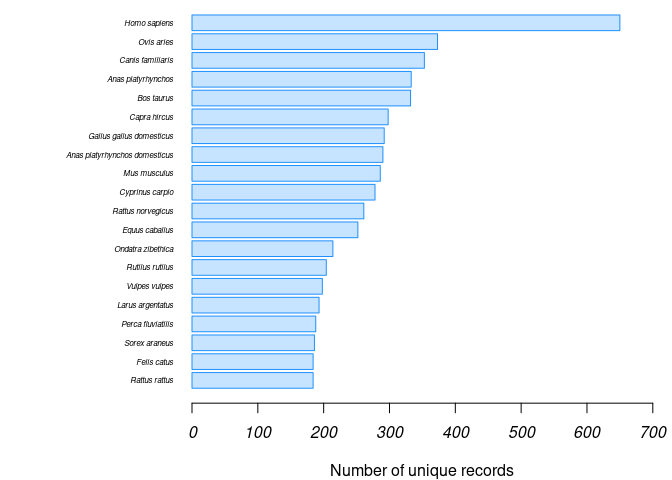 Homo sapiens
Ovis aries
Canis familiaris
Anas platyrhynchos
Bos taurus
Capra hircus
Gallus gallus domesticus
Anas platyrhynchos domesticus
Mus musculus
Cyprinus carpio
Rattus norvegicus
Equus caballus
Ondatra zibethica
Rutilus rutilus
Vulpes vulpes
Larus argentatus
Perca fluviatilis
Sorex araneus
Felis catus
Rattus rattus
0 100 200 300 400 500 600 700
Number of unique records